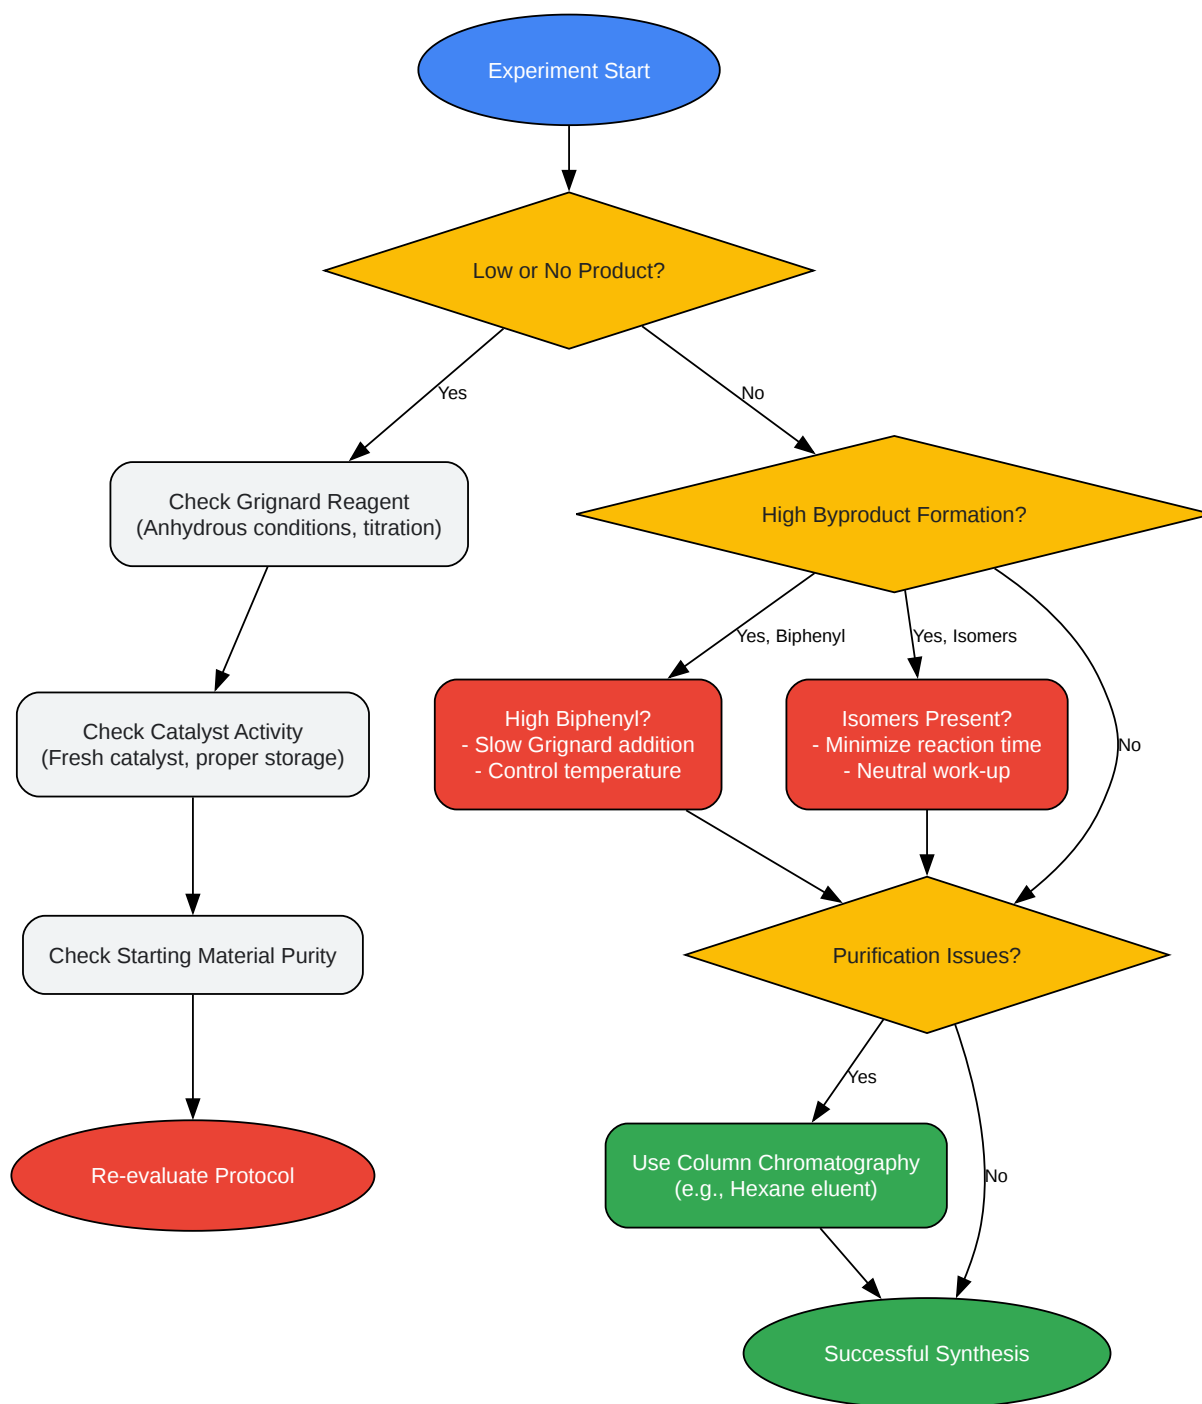 Experiment Start
Low or No Product?
Yes
No
Check Grignard Reagent
(Anhydrous conditions, titration)
High Byproduct Formation?
Yes, Biphenyl
Yes, Isomers
No
Check Catalyst Activity
(Fresh catalyst, proper storage)
High Biphenyl?
- Slow Grignard addition
- Control temperature
Isomers Present?
- Minimize reaction time
- Neutral work-up
Check Starting Material Purity
Purification Issues?
Yes
No
Re-evaluate Protocol
Use Column Chromatography
(e.g., Hexane eluent)
Successful Synthesis